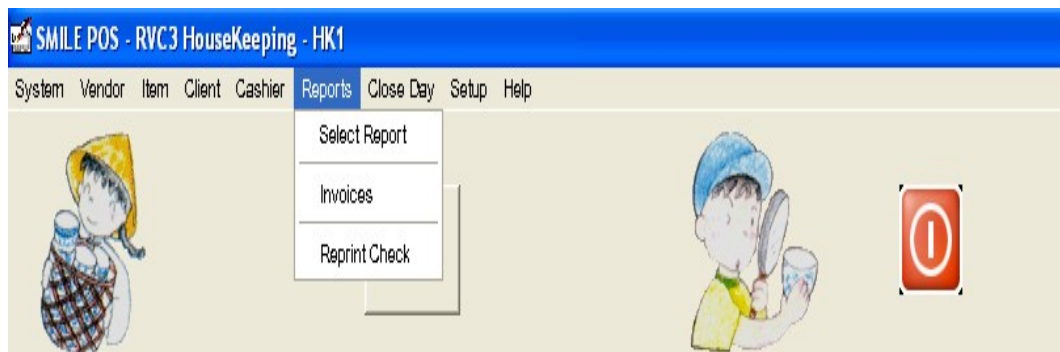 SMILE POS - RVC3 HouseKeeping - HK1
System Vendor Item Client Cashier Reports Close Day Setup Help
Select Report
Invoices
Reprint Check